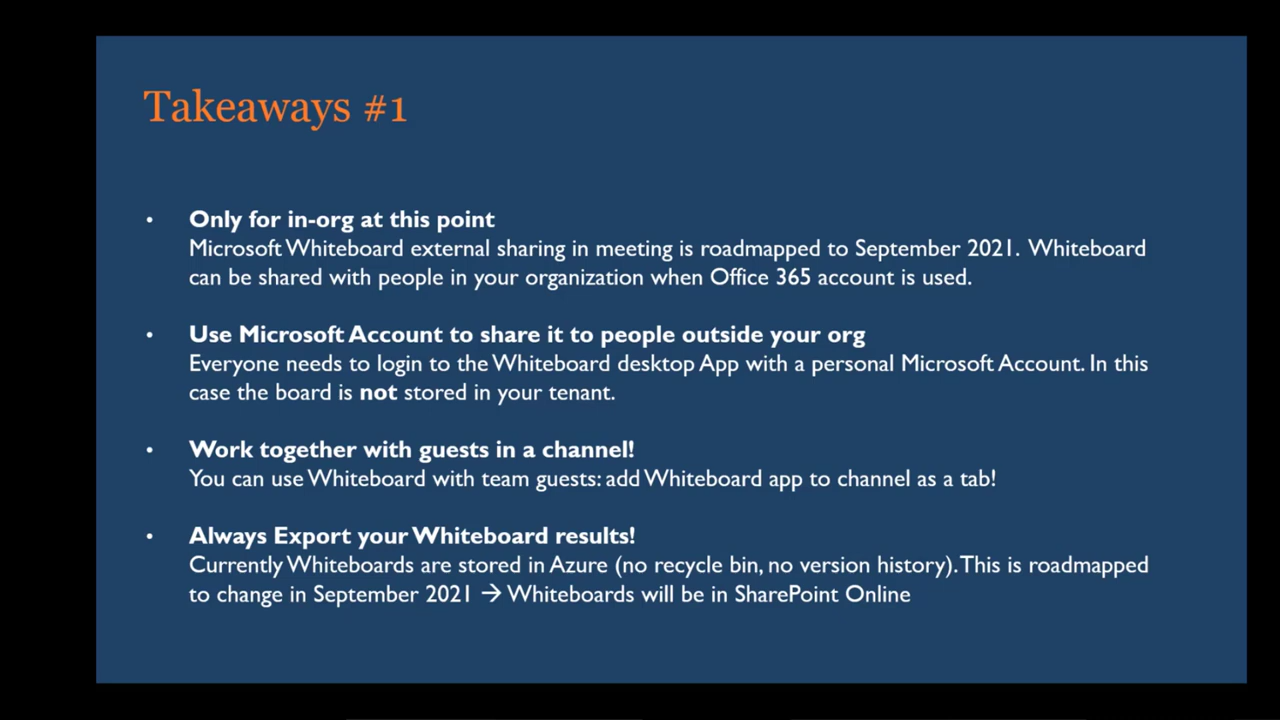 Takeaways #1
• Only for in-org at this point
Microsoft Whiteboard external sharing in meeting is roadmapped to September 2021. Whiteboard
can be shared with people in your organization when Office 365 account is used.
• Use Microsoft Account to share it to people outside your org
Everyone needs to login to the Whiteboard desktop App with a personal Microsoft Account. In this
case the board is not stored in your tenant.
• Work together with guests in a channel!
You can use Whiteboard with team guests: add Whiteboard app to channel as a tab!
• Always Export your Whiteboard results!
Currently Whiteboards are stored in Azure (no recycle bin, no version history). This is roadmapped
to change in September 2021 → Whiteboards will be in SharePoint Online